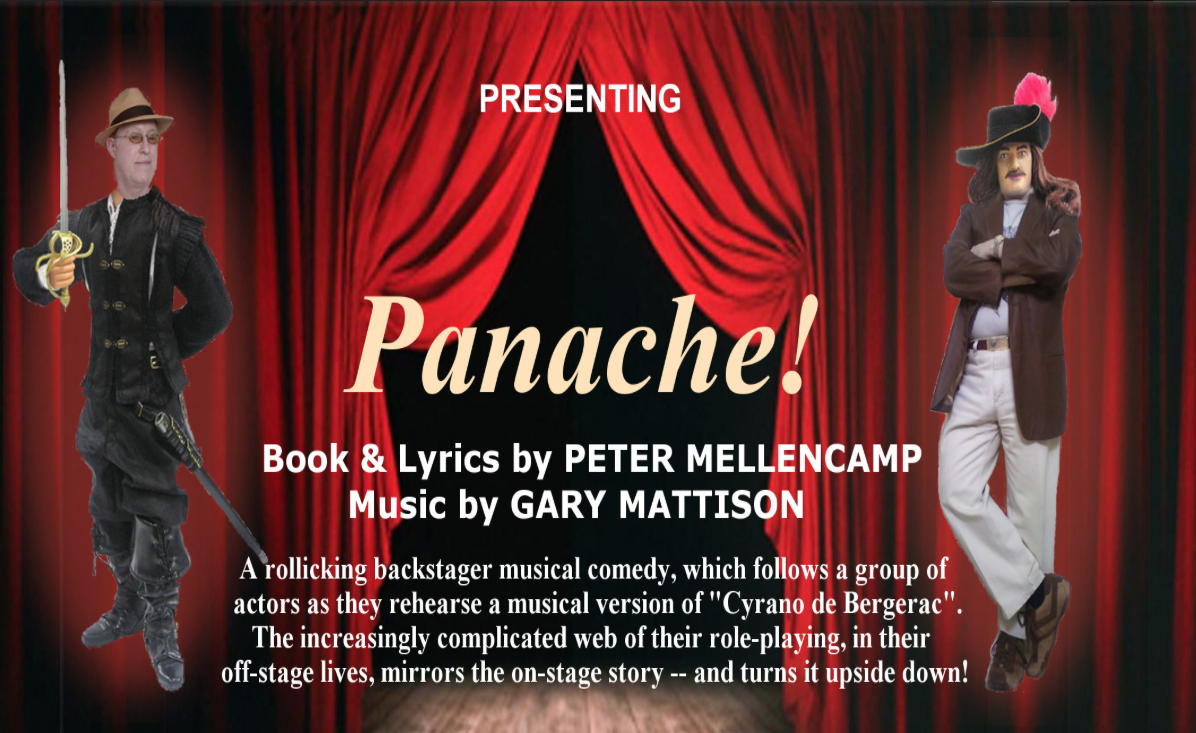 PRESENTING
Panache!
Book & Lyrics by PETER MELLENCAMP
Music by GARY MATTISON
A rollicking backstager musical comedy, which follows a group of
actors as they rehearse a musical version of "Cyrano de Bergerac".
The increasingly complicated web of their role-playing, in their
off-stage lives, mirrors the on-stage story -- and turns it upside down!